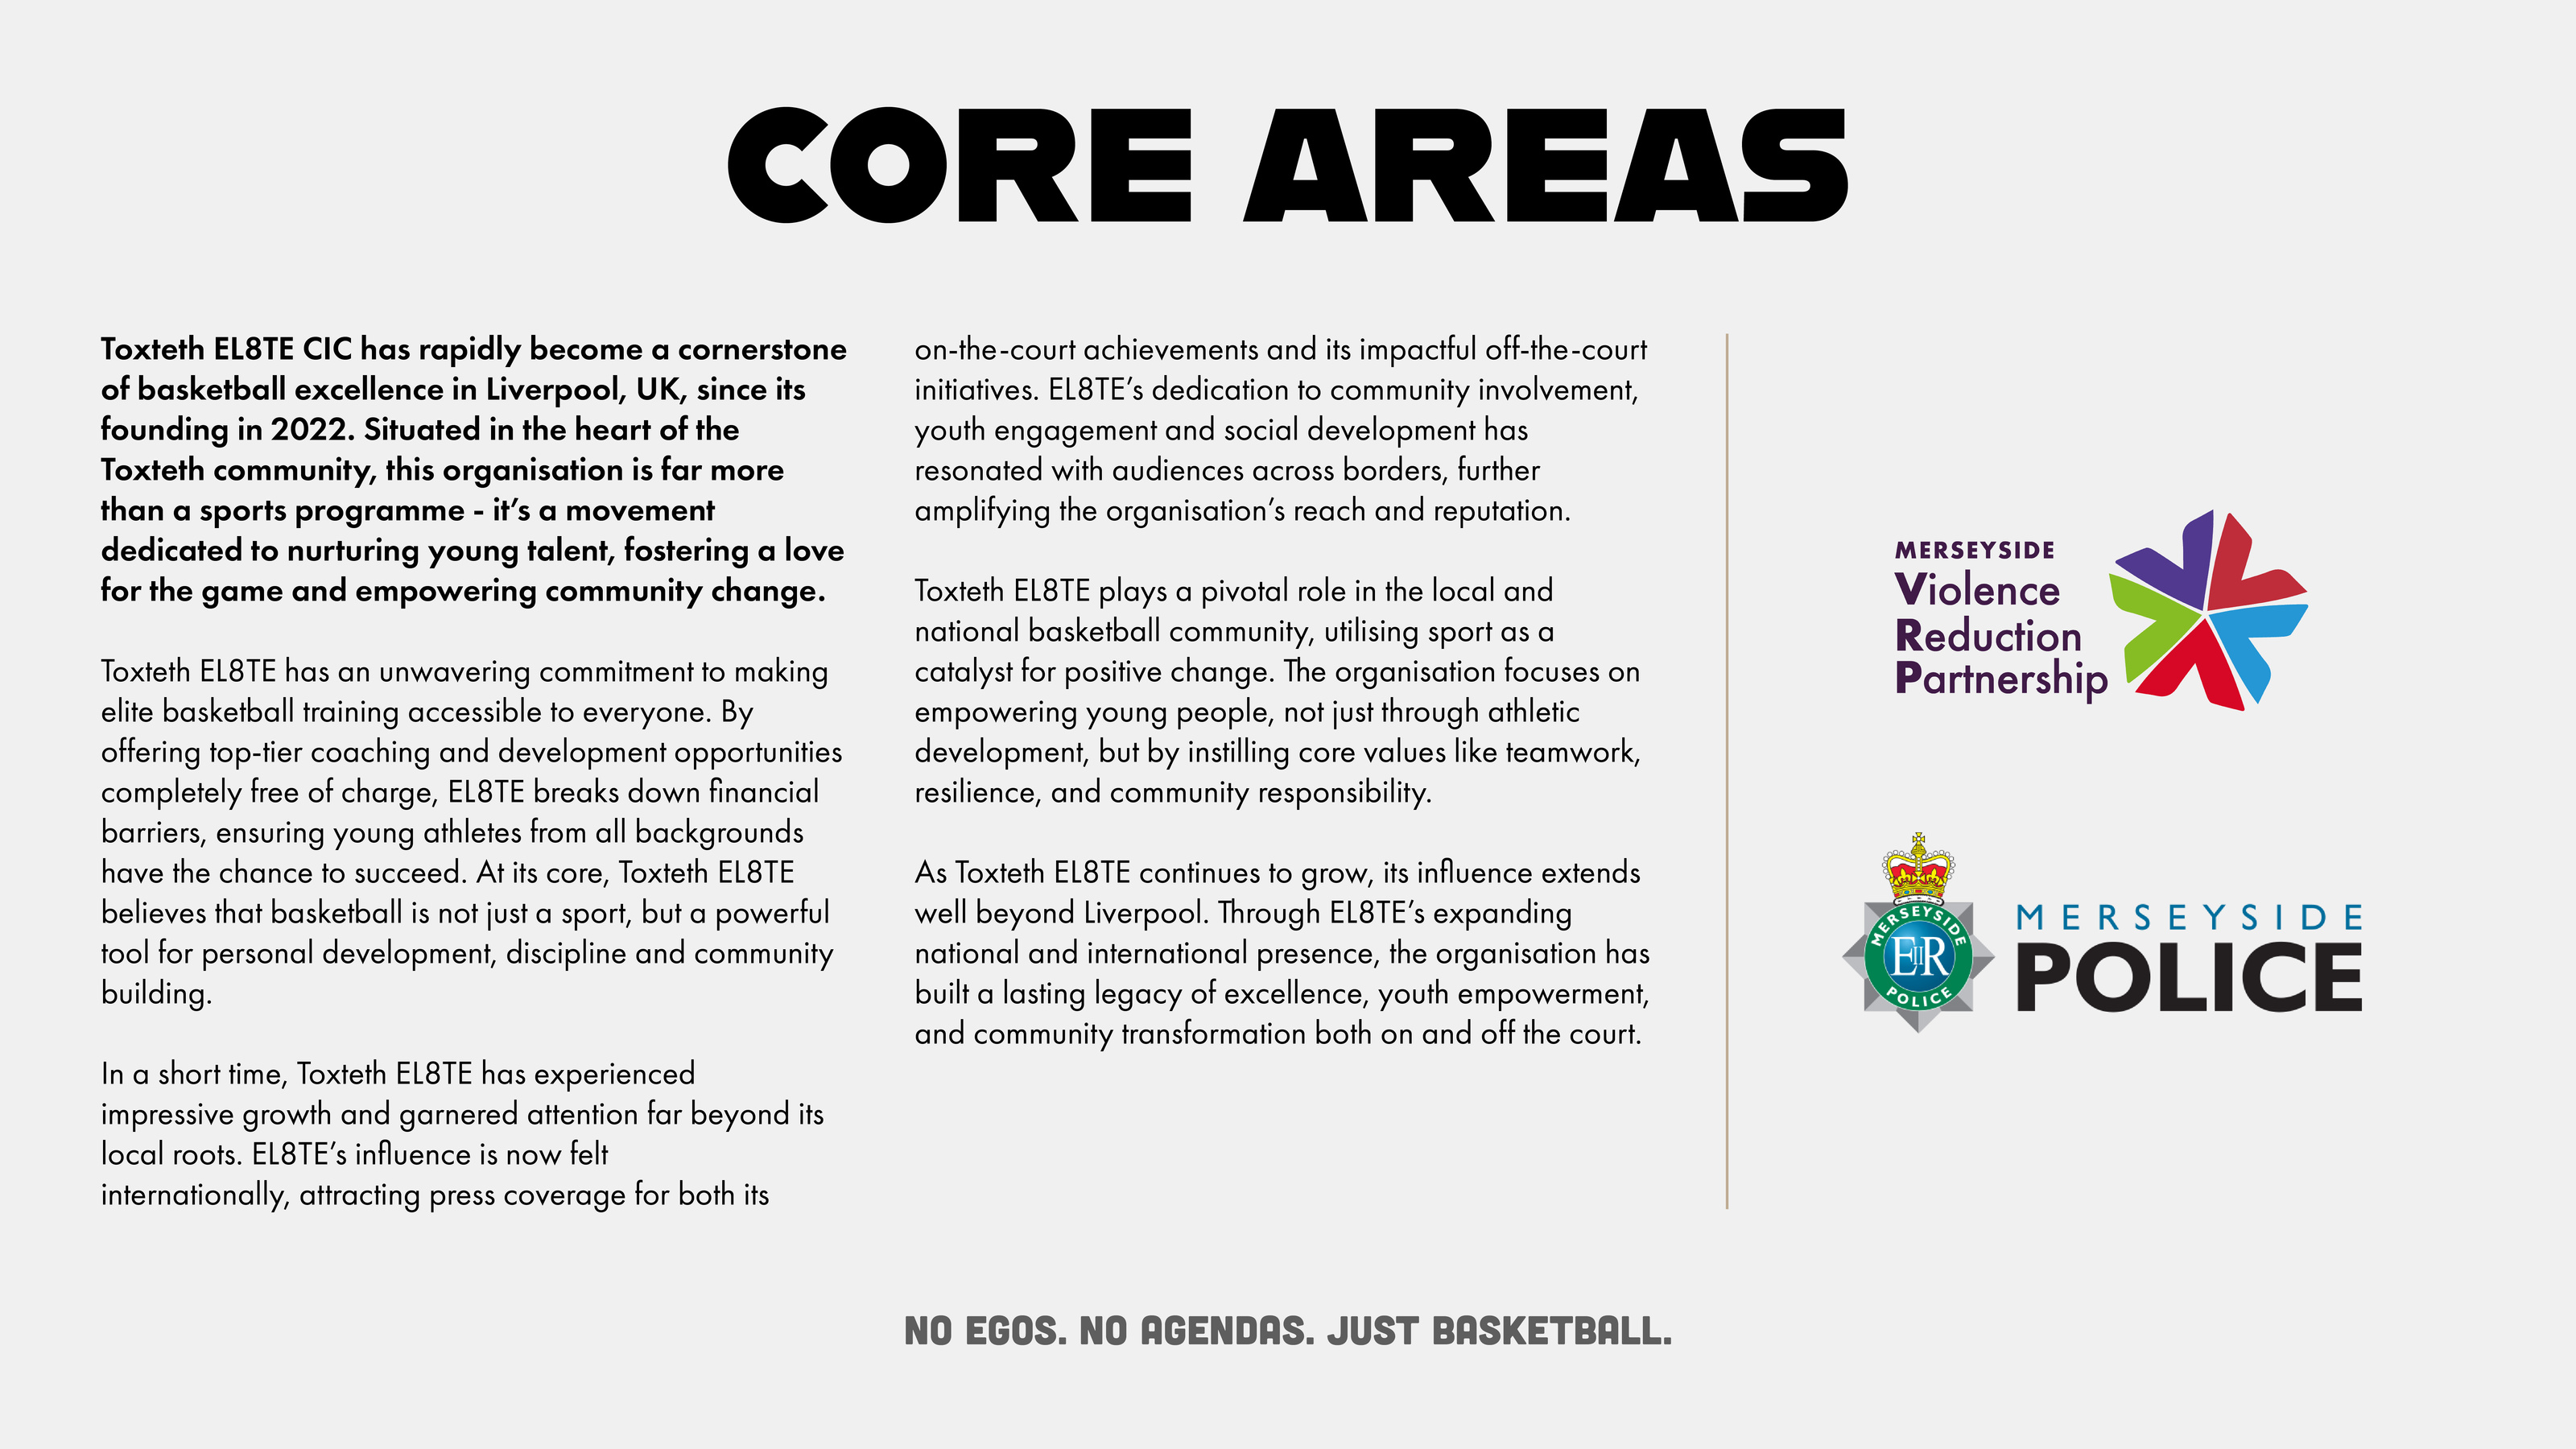 CORE AREAS
Toxteth EL8TE CIC has rapidly become a cornerstone
of basketball excellence in Liverpool, UK, since its
founding in 2022. Situated in the heart of the
Toxteth community, this organisation is far more
than a sports programme - it’s a movement
dedicated to nurturing young talent, fostering a love
for the game and empowering community change.
Toxteth EL8TE has an unwavering commitment to making
elite basketball training accessible to everyone. By
offering top-tier coaching and development opportunities
completely free of charge, EL8TE breaks down financial
barriers, ensuring young athletes from all backgrounds
have the chance to succeed. At its core, Toxteth EL8TE
believes that basketball is not just a sport, but a powerful
tool for personal development, discipline and community
building.
In a short time, Toxteth EL8TE has experienced
impressive growth and garnered attention far beyond its
local roots. EL8TE’s influence is now felt
internationally, attracting press coverage for both its
on-the-court achievements and its impactful off-the-court
initiatives. EL8TE’s dedication to community involvement,
youth engagement and social development has
resonated with audiences across borders, further
amplifying the organisation’s reach and reputation.
Toxteth EL8TE plays a pivotal role in the local and
national basketball community, utilising sport as a
catalyst for positive change. The organisation focuses on
empowering young people, not just through athletic
development, but by instilling core values like teamwork,
resilience, and community responsibility.
As Toxteth EL8TE continues to grow, its influence extends
well beyond Liverpool. Through EL8TE’s expanding
national and international presence, the organisation has
built a lasting legacy of excellence, youth empowerment,
and community transformation both on and off the court.
MERSEYSIDE
Violence
Reduction
Partnership
MERSEYSIDE
EIIR
POLICE
MERSEYSIDE
POLICE
NO EGOS. NO AGENDAS. JUST BASKETBALL.